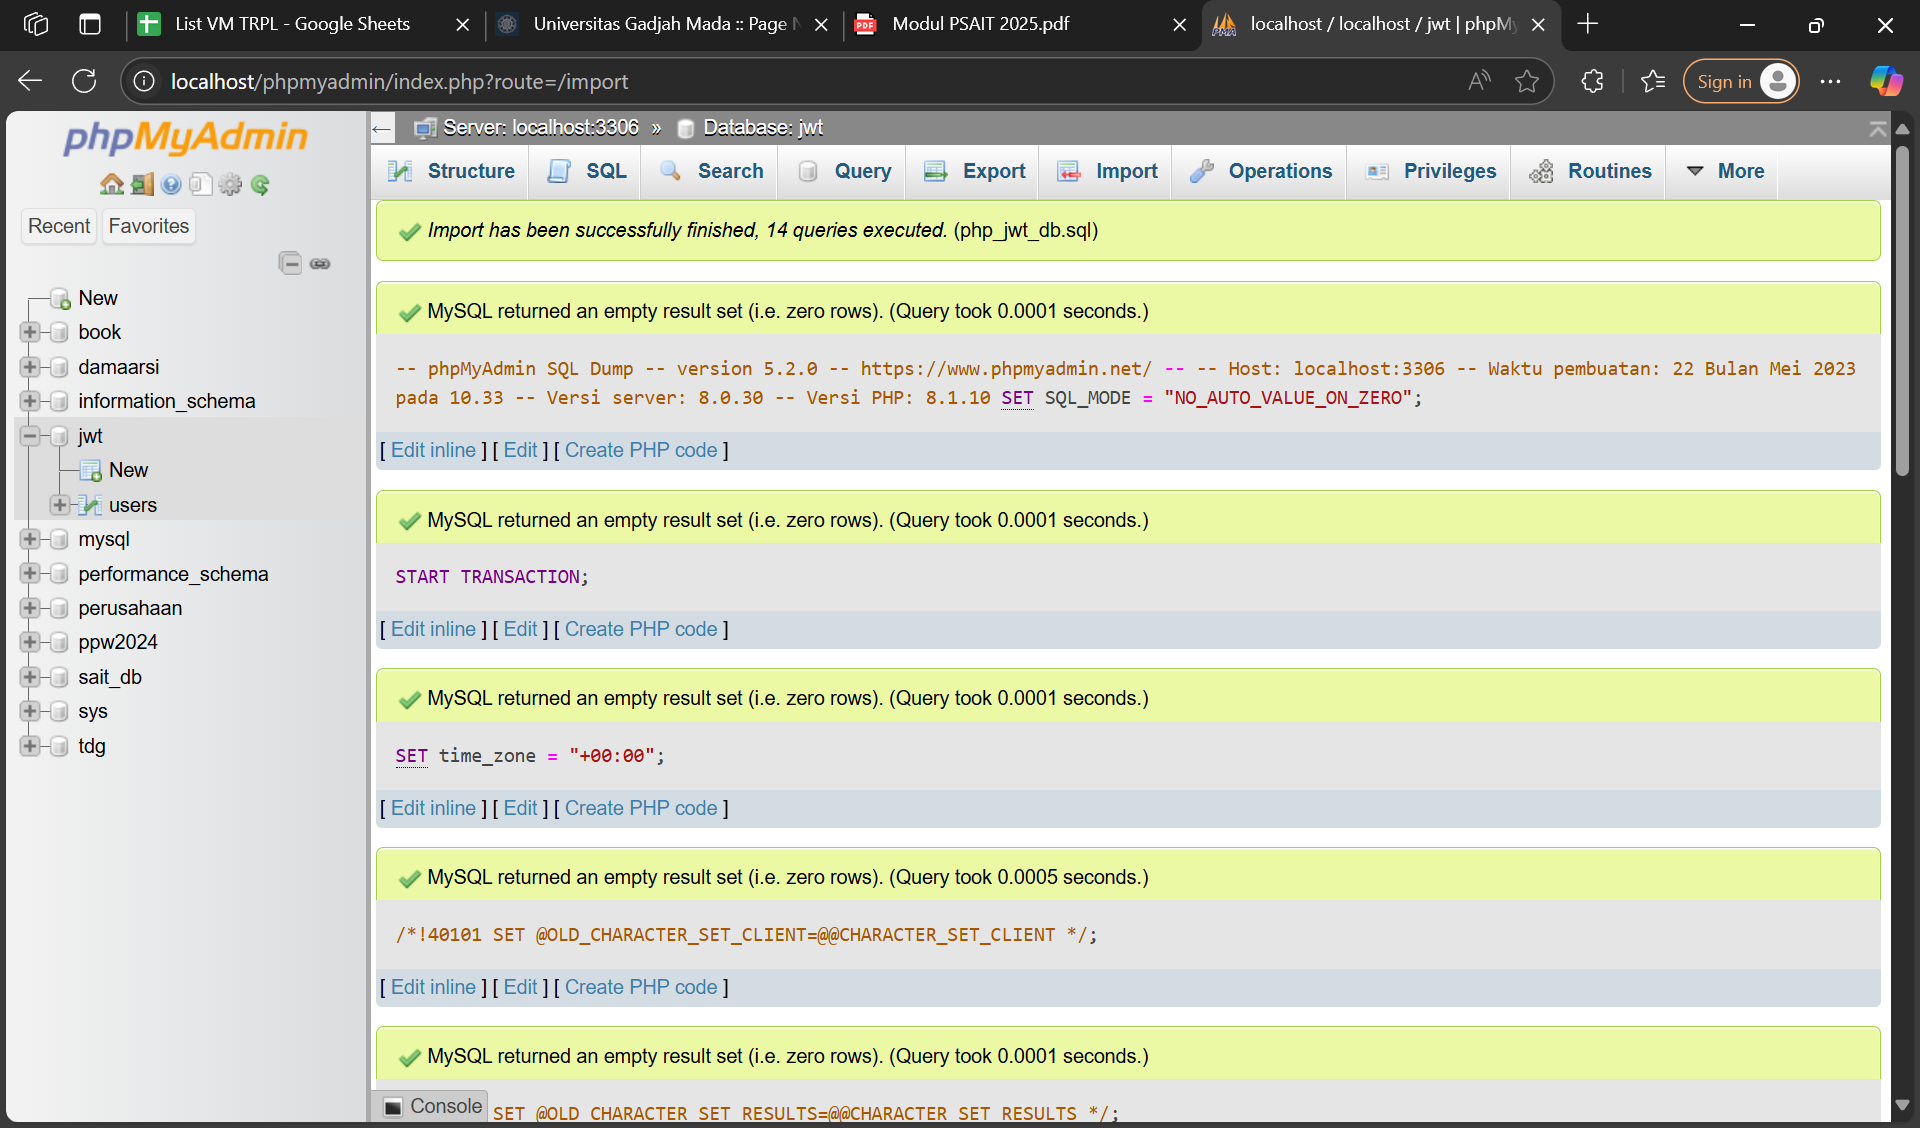 List VM TRPL - Google Sheets
Universitas Gadjah Mada :: Page
Modul PSAIT 2025.pdf
localhost / localhost / jwt | phpMy
localhost/phpmyadmin/index.php?route=/import
Sign in
phpMyAdmin
Recent
Favorites
New
book
damaarsi
information_schema
jwt
New
users
mysql
performance_schema
perusahaan
ppw2024
sait_db
sys
tdg
Server: localhost:3306 » Database: jwt
Structure
SQL
Search
Query
Export
Import
Operations
Privileges
Routines
More
Import has been successfully finished, 14 queries executed. (php_jwt_db.sql)
MySQL returned an empty result set (i.e. zero rows). (Query took 0.0001 seconds.)
-- phpMyAdmin SQL Dump -- version 5.2.0 -- https://www.phpmyadmin.net/ -- -- Host: localhost:3306 -- Waktu pembuatan: 22 Bulan Mei 2023
pada 10.33 -- Versi server: 8.0.30 -- Versi PHP: 8.1.10 SET SQL_MODE = "NO_AUTO_VALUE_ON_ZERO";
[ Edit inline ] [ Edit ] [ Create PHP code ]
MySQL returned an empty result set (i.e. zero rows). (Query took 0.0001 seconds.)
START TRANSACTION;
[ Edit inline ] [ Edit ] [ Create PHP code ]
MySQL returned an empty result set (i.e. zero rows). (Query took 0.0001 seconds.)
SET time_zone = "+00:00";
[ Edit inline ] [ Edit ] [ Create PHP code ]
MySQL returned an empty result set (i.e. zero rows). (Query took 0.0005 seconds.)
/*!40101 SET @OLD_CHARACTER_SET_CLIENT=@@CHARACTER_SET_CLIENT */;
[ Edit inline ] [ Edit ] [ Create PHP code ]
MySQL returned an empty result set (i.e. zero rows). (Query took 0.0001 seconds.)
Console
SET @OLD_CHARACTER_SET_RESULTS=@@CHARACTER_SET_RESULTS */;